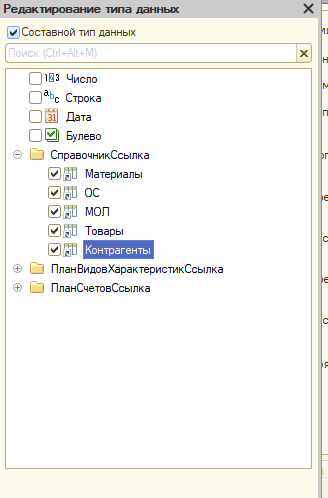 Редактирование типа данных
Составной тип данных
Поиск (Ctrl+Alt+M)
Число
Строка
Дата
Булево
СправочникСсылка
Материалы
ОС
МОЛ
Товары
Контрагенты
ПланВидовХарактеристикСсылка
ПланСчетовСсылка